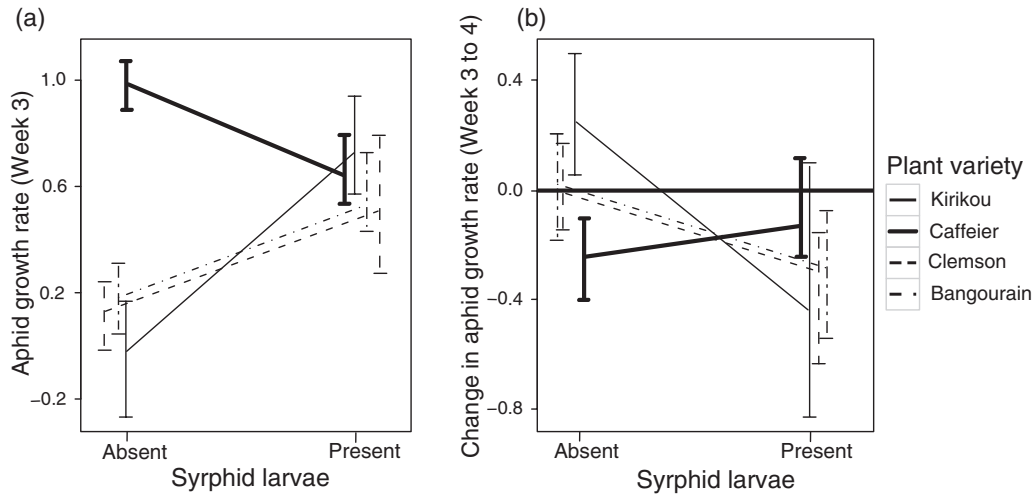 (a)
Aphid growth rate (Week 3)
1.0
0.6
0.2
−0.2
Absent
Present
Syrphid larvae
(b)
Change in aphid growth rate (Week 3 to 4)
0.4
0.0
−0.4
−0.8
Absent
Present
Syrphid larvae
Plant variety
Kirikou
Caffeier
Clemson
Bangourain